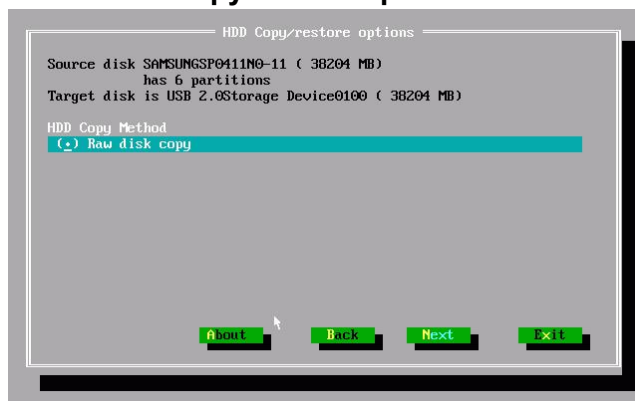 HDD Copy/restore options
Source disk SAMSUNGSP0411N0-11 ( 38204 MB)
has 6 partitions
Target disk is USB 2.0Storage Device0100 ( 38204 MB)
HDD Copy Method
(•) Raw disk copy
About Back Next Exit